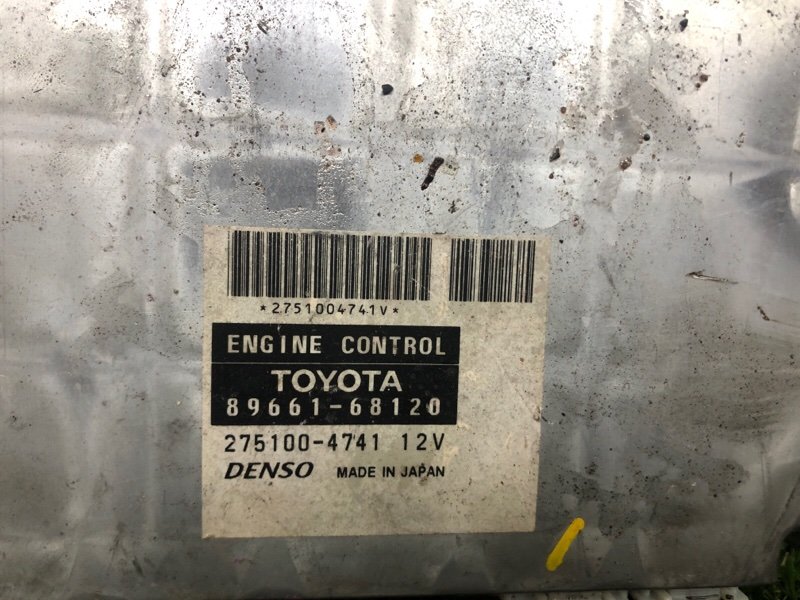 *2751004741V*
ENGINE CONTROL
TOYOTA
89661-68120
275100-4741 12V
DENSO MADE IN JAPAN